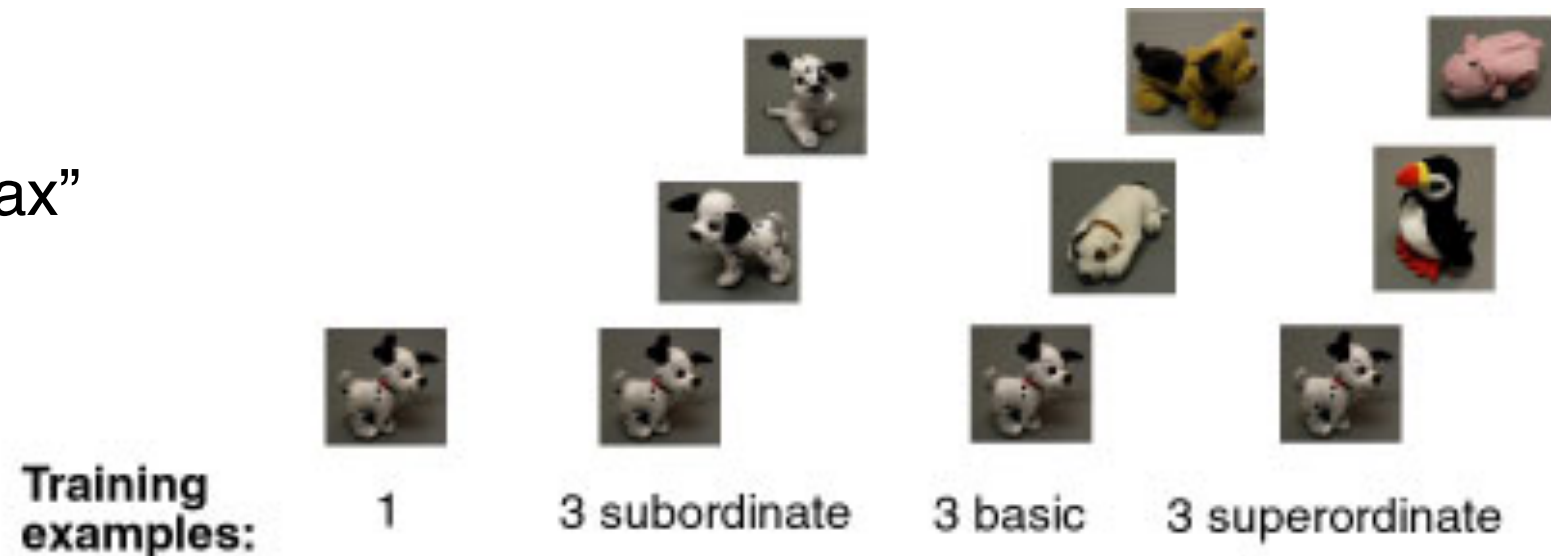 ax”
Training
examples:
1 3 subordinate 3 basic 3 superordinate